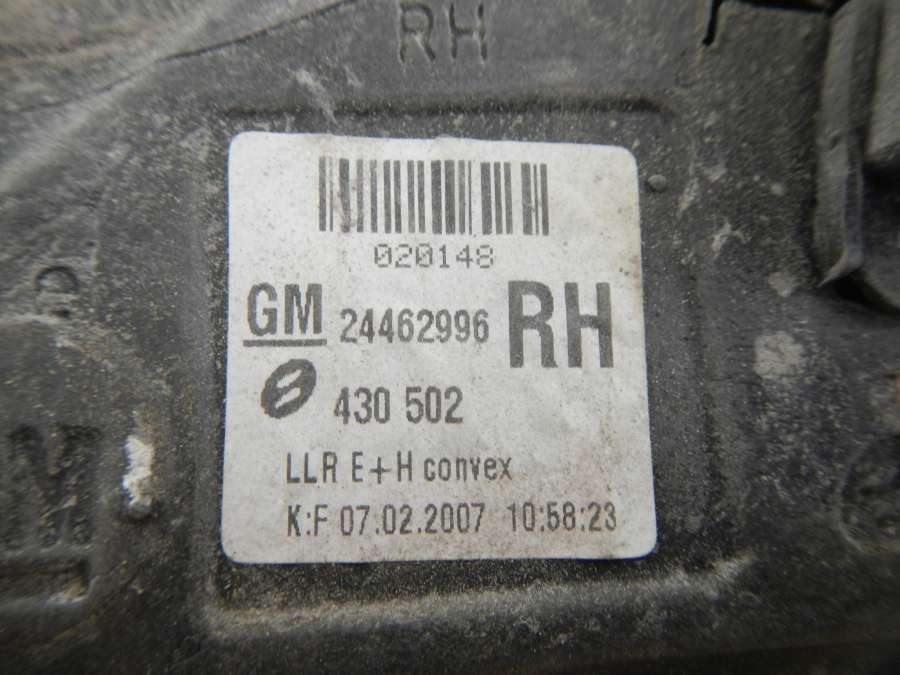 RH
020148
GM 24462996 RH
430 502
LLR E+H convex
K:F 07.02.2007 10:58:23